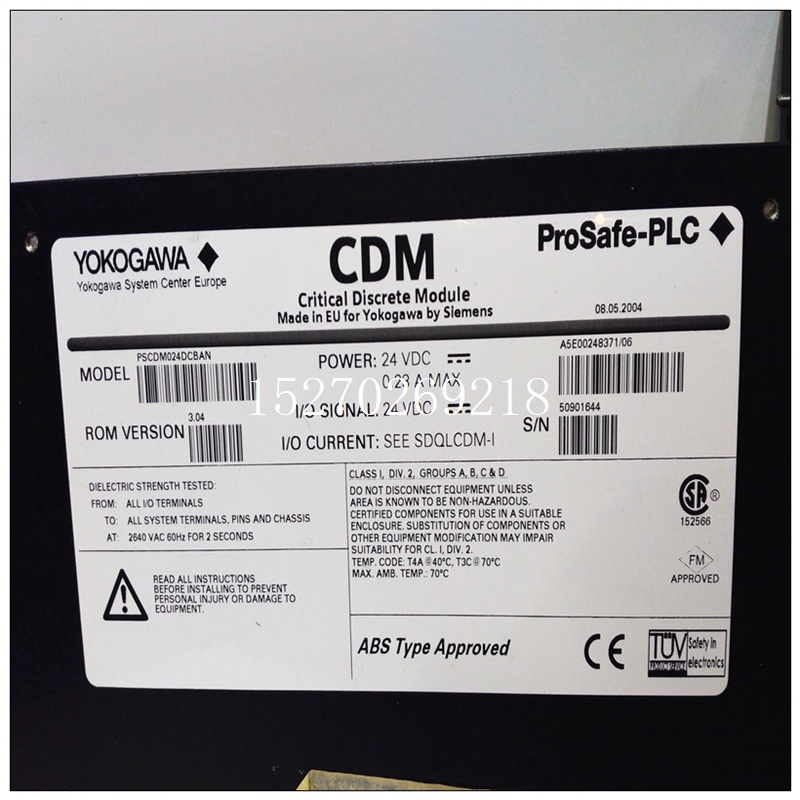 YOKOGAWA
Yokogawa System Center Europe
CDM
Critical Discrete Module
Made in EU for Yokogawa by Siemens
ProSafe-PLC
08.05.2004
MODEL
PSCDM024DCBAN
POWER: 24 VDC
0.28 A MAX
A5E00248371/06
15270269218
ROM VERSION
3.04
I/O SIGNAL: 24 VDC
S/N
50901644
I/O CURRENT: SEE SDQLCDM-I
DIELECTRIC STRENGTH TESTED:
FROM: ALL I/O TERMINALS
TO: ALL SYSTEM TERMINALS, PINS AND CHASSIS
AT: 2640 VAC 60Hz FOR 2 SECONDS
READ ALL INSTRUCTIONS
BEFORE INSTALLING TO PREVENT
PERSONAL INJURY OR DAMAGE TO
EQUIPMENT.
CLASS I, DIV. 2, GROUPS A, B, C & D
DO NOT DISCONNECT EQUIPMENT UNLESS
AREA IS KNOWN TO BE NON-HAZARDOUS.
CERTIFIED COMPONENTS FOR USE IN A SUITABLE
ENCLOSURE. SUBSTITUTION OF COMPONENTS OR
OTHER EQUIPMENT MODIFICATION MAY IMPAIR
SUITABILITY FOR CL. I, DIV. 2.
TEMP. CODE: T4A @ 40°C, T3C @ 70°C
MAX. AMB. TEMP.: 70°C
SA ®
152566
FM
APPROVED
ABS Type Approved
CE
TÜV
PRODUCT SERVICE
Safety in
electronics